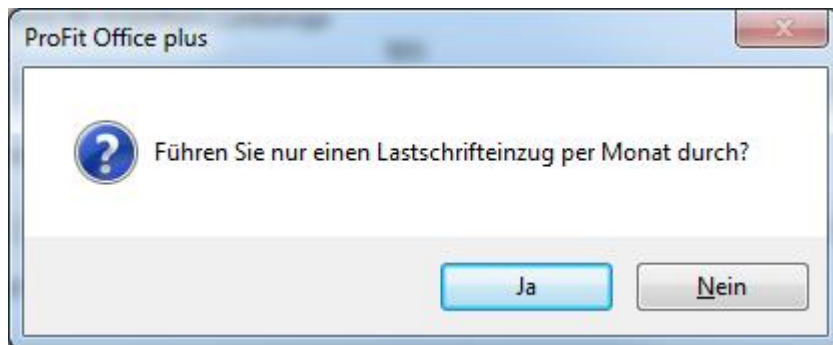 ProFit Office plus
Führen Sie nur einen Lastschrifteinzug per Monat durch?
Ja
Nein